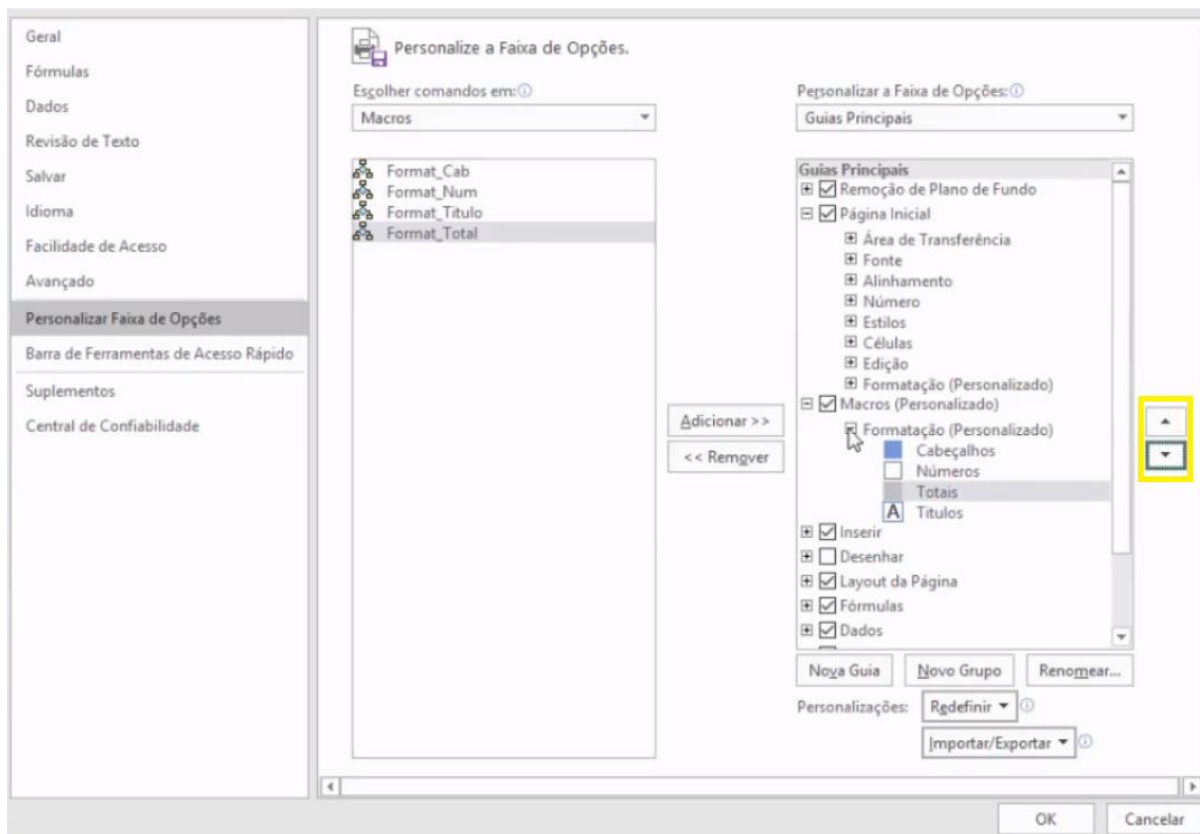 Geral
Fórmulas
Dados
Revisão de Texto
Salvar
Idioma
Facilidade de Acesso
Avançado
Personalizar Faixa de Opções
Barra de Ferramentas de Acesso Rápido
Suplementos
Central de Confiabilidade
Personalize a Faixa de Opções.
Escolher comandos em:
Macros
Format_Cab
Format_Num
Format_Titulo
Format_Total
Adicionar >>
<< Remover
Personalizar a Faixa de Opções:
Guias Principais
Guias Principais
Remoção de Plano de Fundo
Página Inicial
Área de Transferência
Fonte
Alinhamento
Número
Estilos
Células
Edição
Formatação (Personalizado)
Macros (Personalizado)
Formatação (Personalizado)
Cabeçalhos
Números
Totais
A Titulos
Inserir
Desenhar
Layout da Página
Fórmulas
Dados
Nova Guia Novo Grupo Renomear...
Personalizações: Redefinir
Importar/Exportar
OK Cancelar